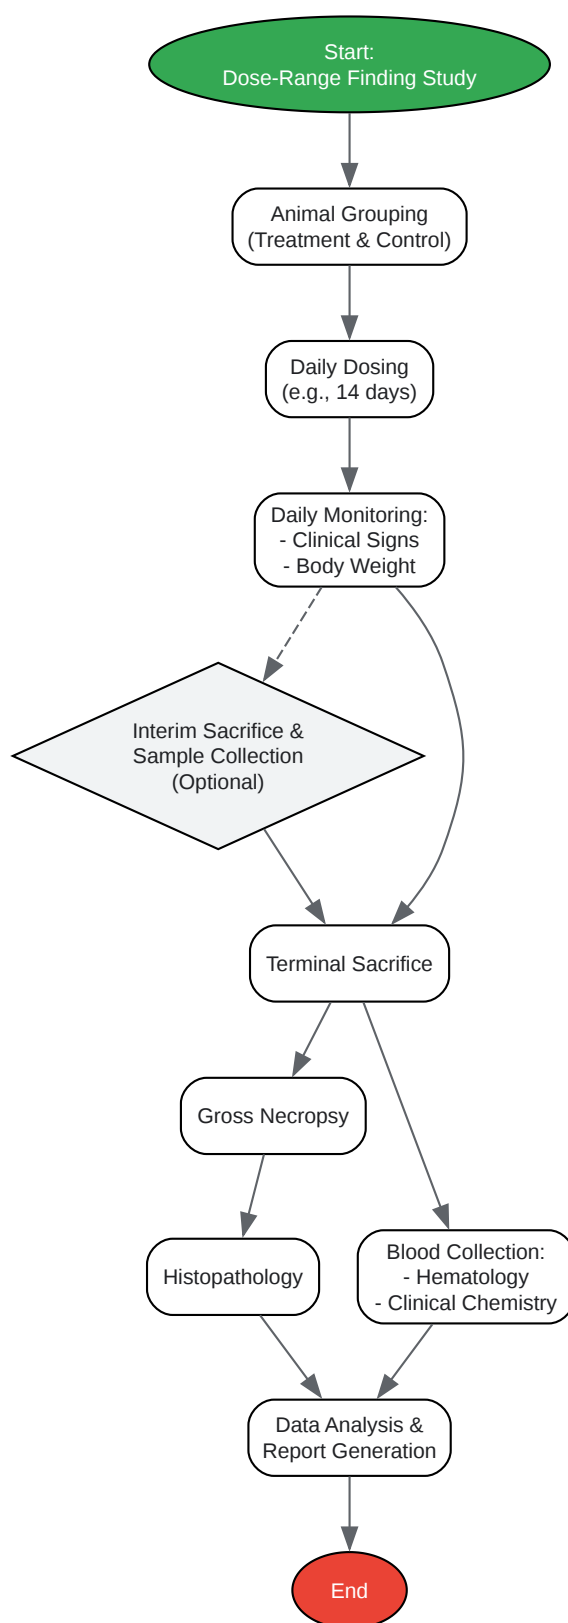 Start:
Dose-Range Finding Study
Animal Grouping
(Treatment & Control)
Daily Dosing
(e.g., 14 days)
Daily Monitoring:
- Clinical Signs
- Body Weight
Interim Sacrifice &
Sample Collection
(Optional)
Terminal Sacrifice
Gross Necropsy
Histopathology
Blood Collection:
- Hematology
- Clinical Chemistry
Data Analysis &
Report Generation
End